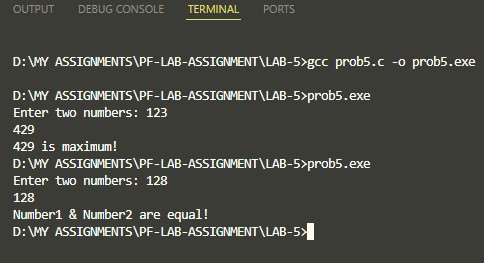 OUTPUT DEBUG CONSOLE TERMINAL PORTS
D:\MY ASSIGNMENTS\PF-LAB-ASSIGNMENT\LAB-5>gcc prob5.c -o prob5.exe
D:\MY ASSIGNMENTS\PF-LAB-ASSIGNMENT\LAB-5>prob5.exe
Enter two numbers: 123
429
429 is maximum!
D:\MY ASSIGNMENTS\PF-LAB-ASSIGNMENT\LAB-5>prob5.exe
Enter two numbers: 128
128
Number1 & Number2 are equal!
D:\MY ASSIGNMENTS\PF-LAB-ASSIGNMENT\LAB-5>